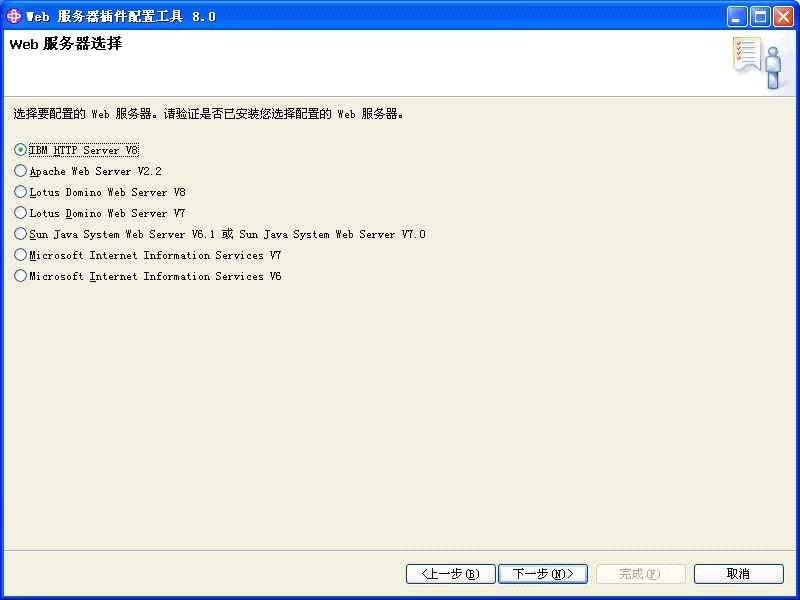 Web 服务器插件配置工具 8.0
Web 服务器选择
选择要配置的 Web 服务器。请验证是否已安装您选择配置的 Web 服务器。
IBM HTTP Server V8
Apache Web Server V2.2
Lotus Domino Web Server V8
Lotus Domino Web Server V7
Sun Java System Web Server V6.1 或 Sun Java System Web Server V7.0
Microsoft Internet Information Services V7
Microsoft Internet Information Services V6
<上一步(B) 下一步(N)> 完成(F) 取消